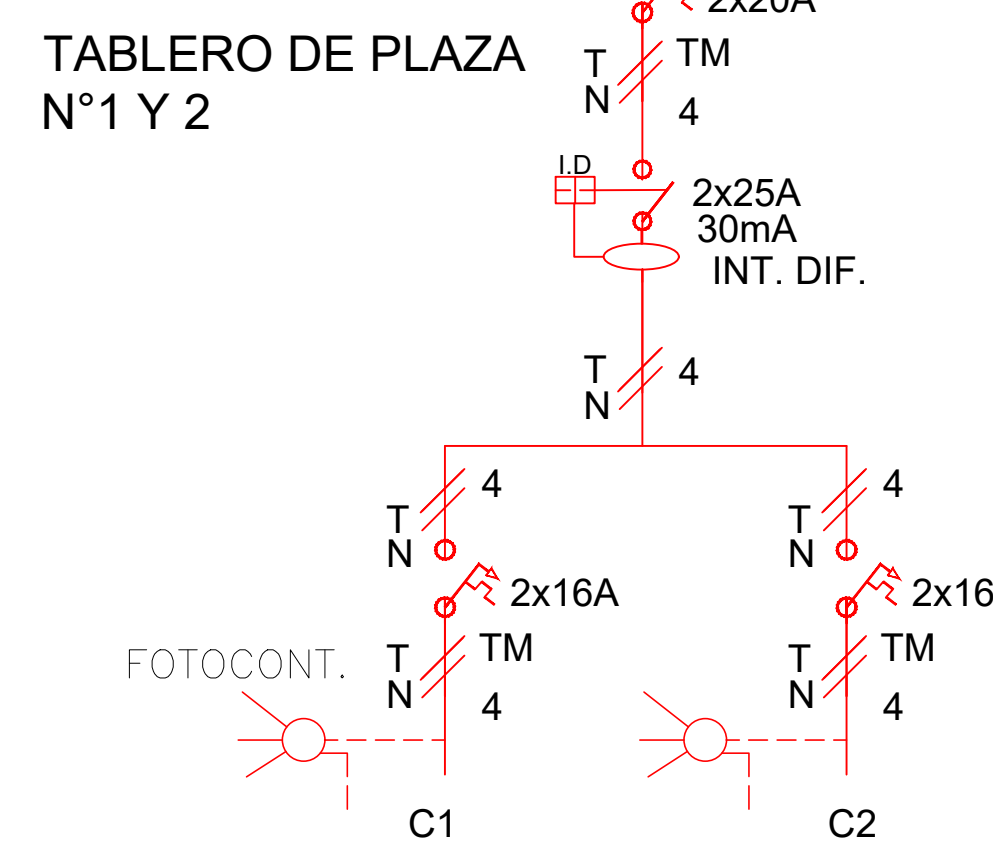 2x20A
TABLERO DE PLAZA
N°1 Y 2
T
N
TM
4
I.D
2x25A
30mA
INT. DIF.
T
N
4
T
N
4
T
N
4
2x16A
2x16
FOTOCONT.
T
N
TM
4
T
N
TM
4
C1
C2